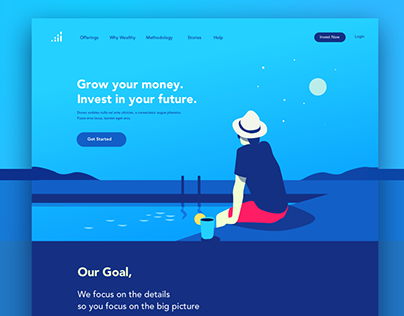 Offerings Why Wealthy Methodology Stories Help Invest Now Login
Grow your money.
Invest in your future.
Get Started
Our Goal,
We focus on the details
so you focus on the big picture